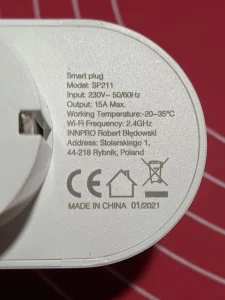 Smart plug
Model: SP211
Input: 230V~ 50/60Hz
Output: 15A Max.
Working Temperature:-20~35℃
Wi-Fi Frequency: 2.4GHz
INNPRO Robert Błędowski
Address: Stolarskiego 1,
44-218 Rybnik, Poland
CE
MADE IN CHINA 01/2021